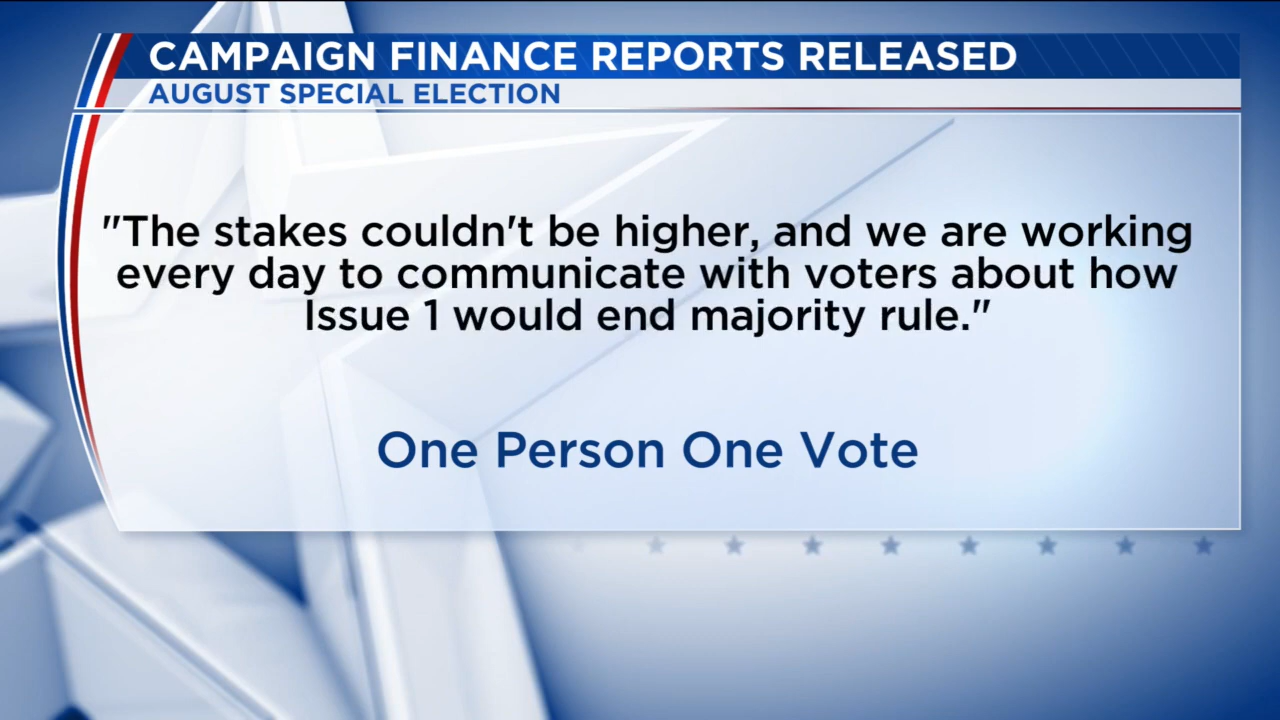 CAMPAIGN FINANCE REPORTS RELEASED
AUGUST SPECIAL ELECTION
"The stakes couldn't be higher, and we are working
every day to communicate with voters about how
Issue 1 would end majority rule."
One Person One Vote